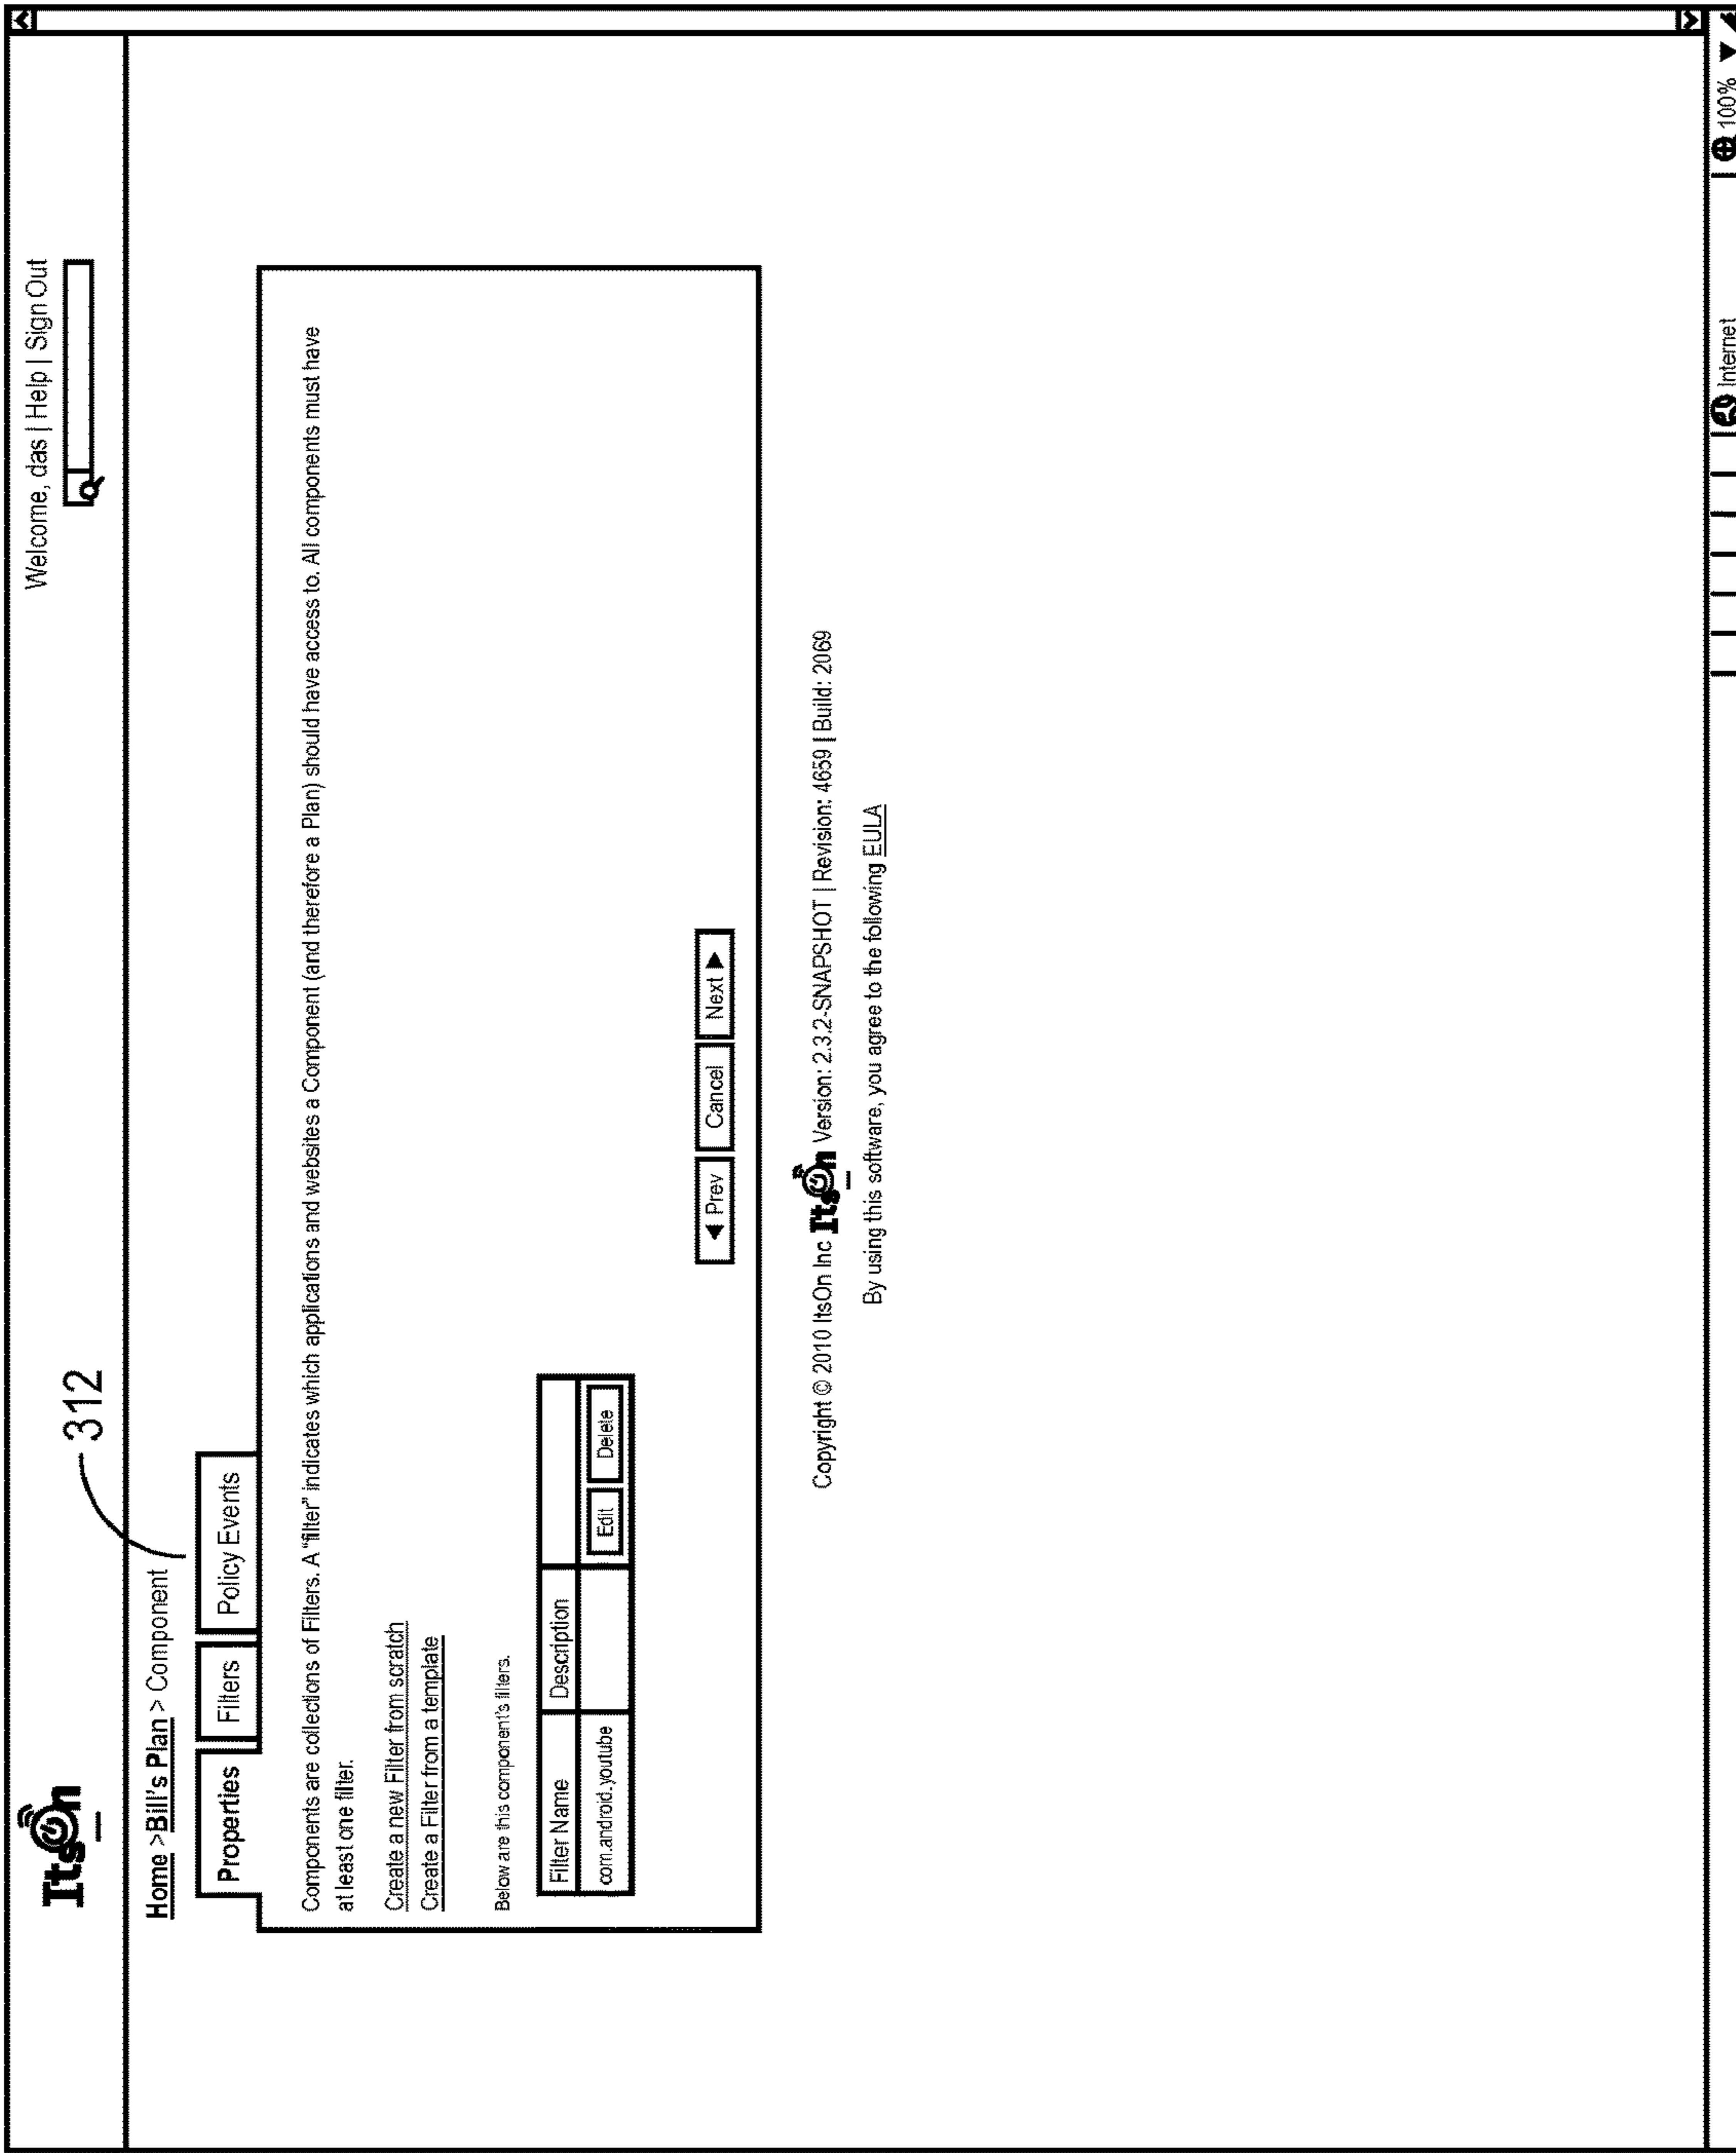 ItsOn
Welcome, das | Help | Sign Out
312
Home >Bill's Plan > Component
Properties
Filters
Policy Events
Components are collections of Filters. A “filter” indicates which applications and websites a Component (and therefore a Plan) should have access to. All components must have
at least one filter.
Create a new Filter from scratch
Create a Filter from a template
Below are this component's filters.
Filter Name Description
com.android.youtube Edit Delete
◄ Prev Cancel Next ►
Copyright © 2010 ItsOn Inc ItsOn Version: 2.3.2-SNAPSHOT | Revision: 4659 | Build: 2069
By using this software, you agree to the following EULA
Internet 100%